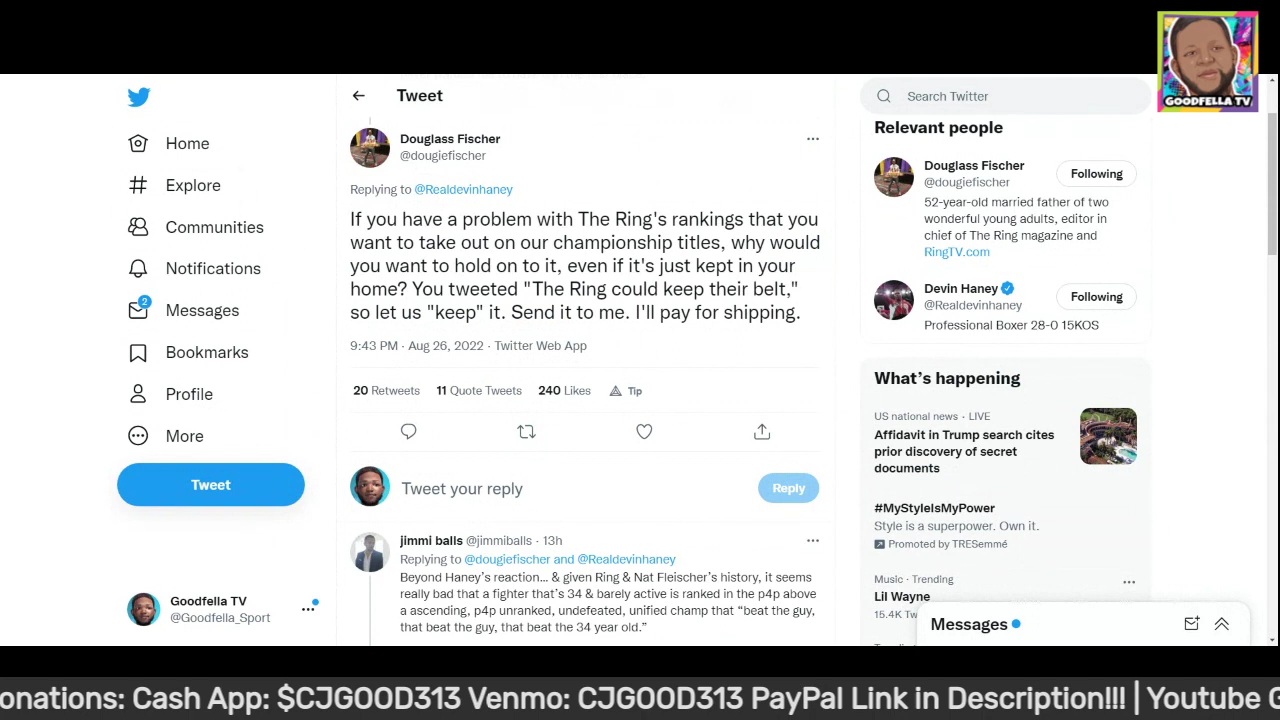 GOODFELLA TV
Home
Explore
Communities
Notifications
2
Messages
Bookmarks
Profile
More
Tweet
Goodfella TV
@Goodfella_Sport
Tweet
Douglass Fischer
@dougiefischer
Replying to @Realdevinhaney
If you have a problem with The Ring's rankings that you
want to take out on our championship titles, why would
you want to hold on to it, even if it's just kept in your
home? You tweeted "The Ring could keep their belt,"
so let us "keep" it. Send it to me. I'll pay for shipping.
9:43 PM · Aug 26, 2022 · Twitter Web App
20 Retweets 11 Quote Tweets 240 Likes Tip
Tweet your reply
Reply
jimmi balls @jimmiballs · 13h
Replying to @dougiefischer and @Realdevinhaney
Beyond Haney's reaction... & given Ring & Nat Fleischer's history, it seems
really bad that a fighter that's 34 & barely active is ranked in the p4p above
a ascending, p4p unranked, undefeated, unified champ that "beat the guy,
that beat the guy, that beat the 34 year old."
Search Twitter
Relevant people
Douglass Fischer
@dougiefischer
Following
52-year-old married father of two
wonderful young adults, editor in
chief of The Ring magazine and
RingTV.com
Devin Haney
@Realdevinhaney
Following
Professional Boxer 28-0 15KOS
What's happening
US national news · LIVE
Affidavit in Trump search cites
prior discovery of secret
documents
#MyStyleIsMyPower
Style is a superpower. Own it.
Promoted by TRESemmé
Music · Trending
Lil Wayne
15.4K Tw
Messages
onations: Cash App: $CJGOOD313 Venmo: CJGOOD313 PayPal Link in Description!!! | Youtube G